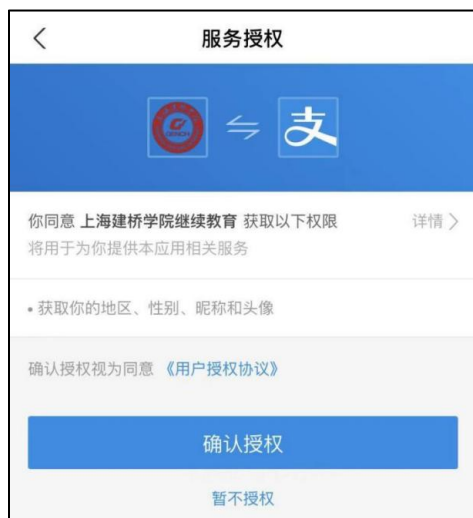 服务授权
支
你同意 上海建桥学院继续教育 获取以下权限
详情
将用于为你提供本应用相关服务
• 获取你的地区、性别、昵称和头像
确认授权视为同意 《用户授权协议》
确认授权
暂不授权